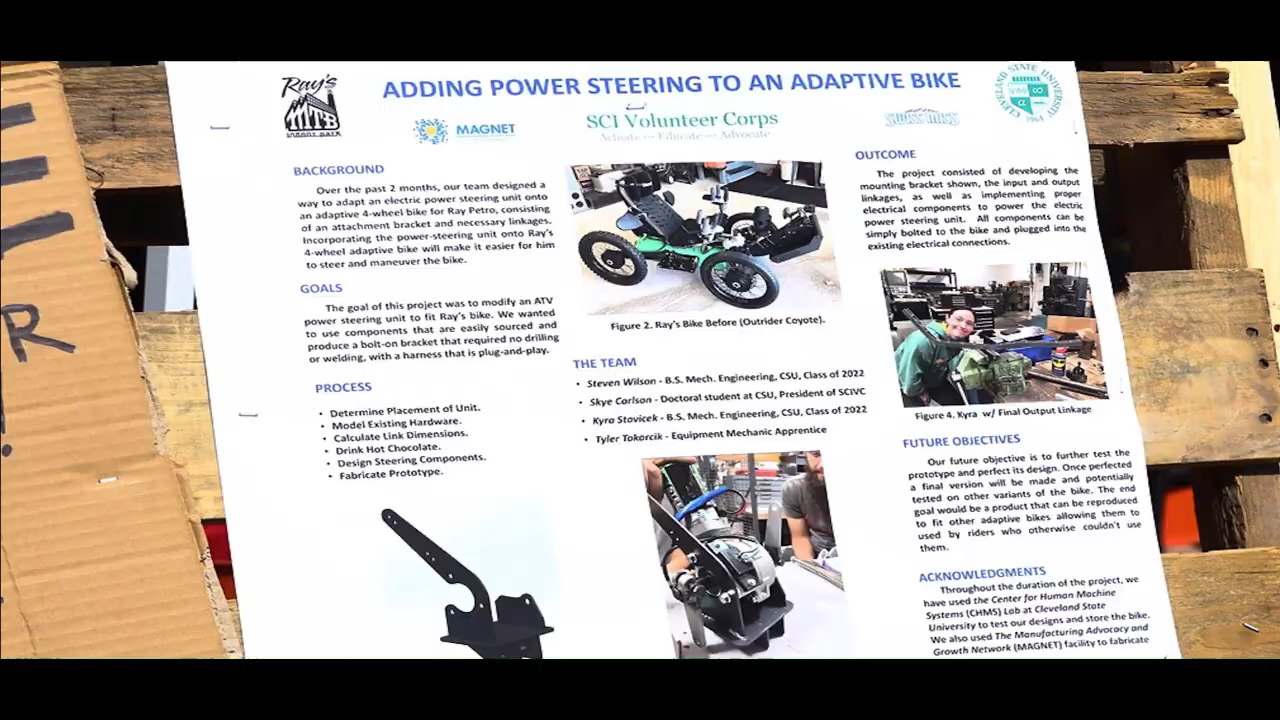 R
Ray's
MTB
INDOOR PARK
ADDING POWER STEERING TO AN ADAPTIVE BIKE
MAGNET
SCI Volunteer Corps
Activate Educate Advocate
SWISS MISS
CLEVELAND STATE UNIVERSITY
1964
BACKGROUND
Over the past 2 months, our team designed a
way to adapt an electric power steering unit onto
an adaptive 4-wheel bike for Ray Petro, consisting
of an attachment bracket and necessary linkages.
Incorporating the power-steering unit onto Ray's
4-wheel adaptive bike will make it easier for him
to steer and maneuver the bike.
GOALS
The goal of this project was to modify an ATV
power steering unit to fit Ray's bike. We wanted
to use components that are easily sourced and
produce a bolt-on bracket that required no drilling
or welding, with a harness that is plug-and-play.
PROCESS
• Determine Placement of Unit.
• Model Existing Hardware.
• Calculate Link Dimensions.
• Drink Hot Chocolate.
• Design Steering Components.
• Fabricate Prototype.
Figure 2. Ray's Bike Before (Outrider Coyote).
THE TEAM
• Steven Wilson - B.S. Mech. Engineering, CSU, Class of 2022
• Skye Carlson - Doctoral student at CSU, President of SCIVC
• Kyra Stovicek - B.S. Mech. Engineering, CSU, Class of 2022
• Tyler Tokarcik - Equipment Mechanic Apprentice
OUTCOME
The project consisted of developing the
mounting bracket shown, the input and output
linkages, as well as implementing proper
electrical components to power the electric
power steering unit. All components can be
simply bolted to the bike and plugged into the
existing electrical connections.
Figure 4. Kyra w/ Final Output Linkage
FUTURE OBJECTIVES
Our future objective is to further test the
prototype and perfect its design. Once perfected
a final version will be made and potentially
tested on other variants of the bike. The end
goal would be a product that can be reproduced
to fit other adaptive bikes allowing them to
used by riders who otherwise couldn't use
them.
ACKNOWLEDGMENTS
Throughout the duration of the project, we
have used the Center for Human Machine
Systems (CHMS) Lab at Cleveland State
University to test our designs and store the bike.
We also used The Manufacturing Advocacy and
Growth Network (MAGNET) facility to fabricate